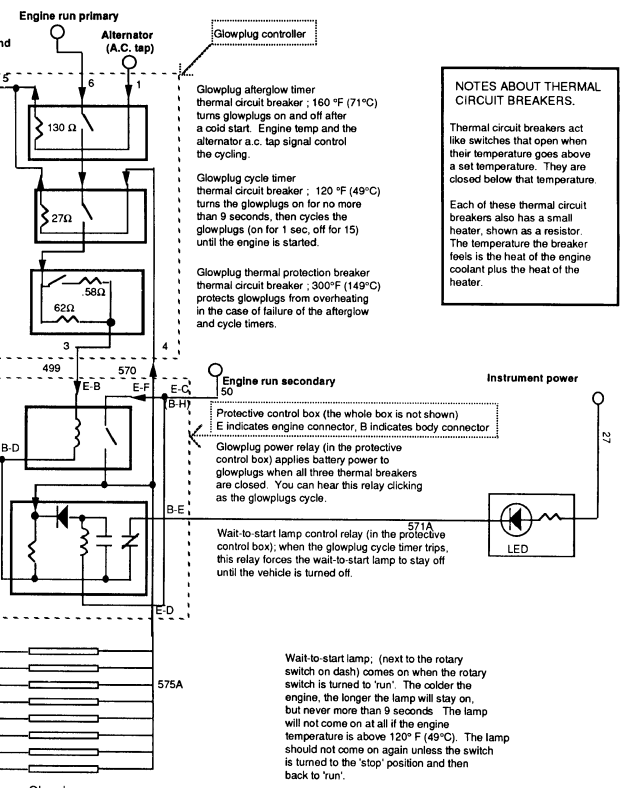 Engine run primary
nd
Alternator
(A.C. tap)
Glowplug controller
5
6
1
130 Ω
27Ω
.58Ω
62Ω
3
4
Glowplug afterglow timer
thermal circuit breaker ; 160 °F (71°C)
turns glowplugs on and off after
a cold start. Engine temp and the
alternator a.c. tap signal control
the cycling.
Glowplug cycle timer
thermal circuit breaker ; 120 °F (49°C)
turns the glowplugs on for no more
than 9 seconds, then cycles the
glowplugs (on for 1 sec, off for 15)
until the engine is started.
Glowplug thermal protection breaker
thermal circuit breaker ; 300°F (149°C)
protects glowplugs from overheating
in the case of failure of the afterglow
and cycle timers.
NOTES ABOUT THERMAL
CIRCUIT BREAKERS.
Thermal circuit breakers act
like switches that open when
their temperature goes above
a set temperature. They are
closed below that temperature.
Each of these thermal circuit
breakers also has a small
heater, shown as a resistor.
The temperature the breaker
feels is the heat of the engine
coolant plus the heat of the
heater.
499
570
E-B
E-F
E-C
(B-H)
Engine run secondary
50
Instrument power
27
Protective control box (the whole box is not shown)
E indicates engine connector, B indicates body connector
B-D
Glowplug power relay (in the protective
control box) applies battery power to
glowplugs when all three thermal breakers
are closed. You can hear this relay clicking
as the glowplugs cycle.
B-E
571A
LED
Wait-to-start lamp control relay (in the protective
control box); when the glowplug cycle timer trips,
this relay forces the wait-to-start lamp to stay off
until the vehicle is turned off.
E-D
575A
Wait-to-start lamp; (next to the rotary
switch on dash) comes on when the rotary
switch is turned to 'run'. The colder the
engine, the longer the lamp will stay on,
but never more than 9 seconds The lamp
will not come on at all if the engine
temperature is above 120° F (49°C). The lamp
should not come on again unless the switch
is turned to the 'stop' position and then
back to 'run'.